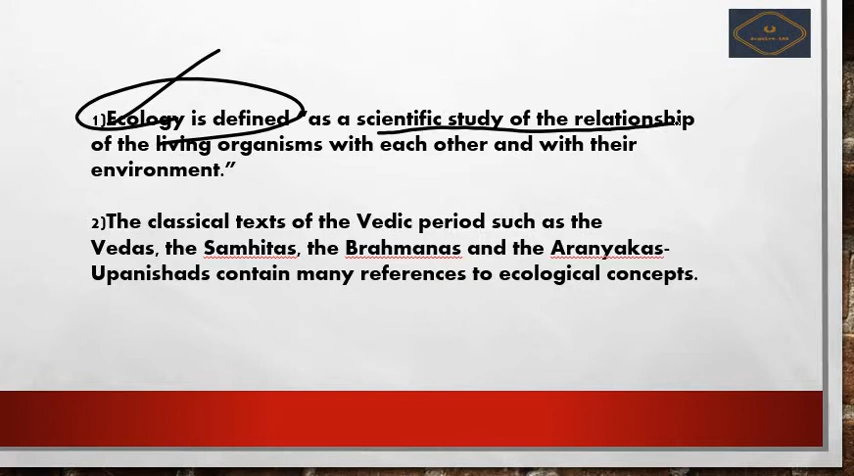 1)Ecology is defined "as a scientific study of the relationship
of the living organisms with each other and with their
environment."
2)The classical texts of the Vedic period such as the
Vedas, the Samhitas, the Brahmanas and the Aranyakas-
Upanishads contain many references to ecological concepts.